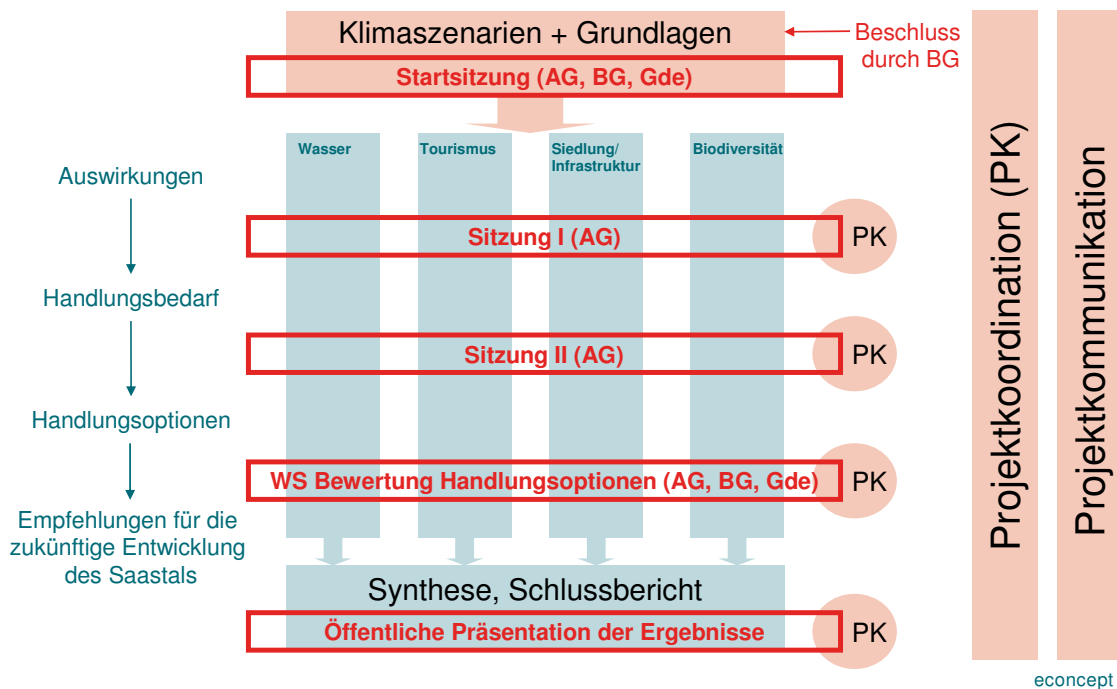 Klimaszenarien + Grundlagen
Beschluss
durch BG
Startsitzung (AG, BG, Gde)
Wasser
Tourismus
Siedlung/
Infrastruktur
Biodiversität
Auswirkungen
Sitzung I (AG)
PK
Handlungsbedarf
Sitzung II (AG)
PK
Handlungsoptionen
WS Bewertung Handlungsoptionen (AG, BG, Gde)
PK
Empfehlungen für die
zukünftige Entwicklung
des Saastals
Synthese, Schlussbericht
Öffentliche Präsentation der Ergebnisse
PK
Projektkoordination (PK)
Projektkommunikation
econcept